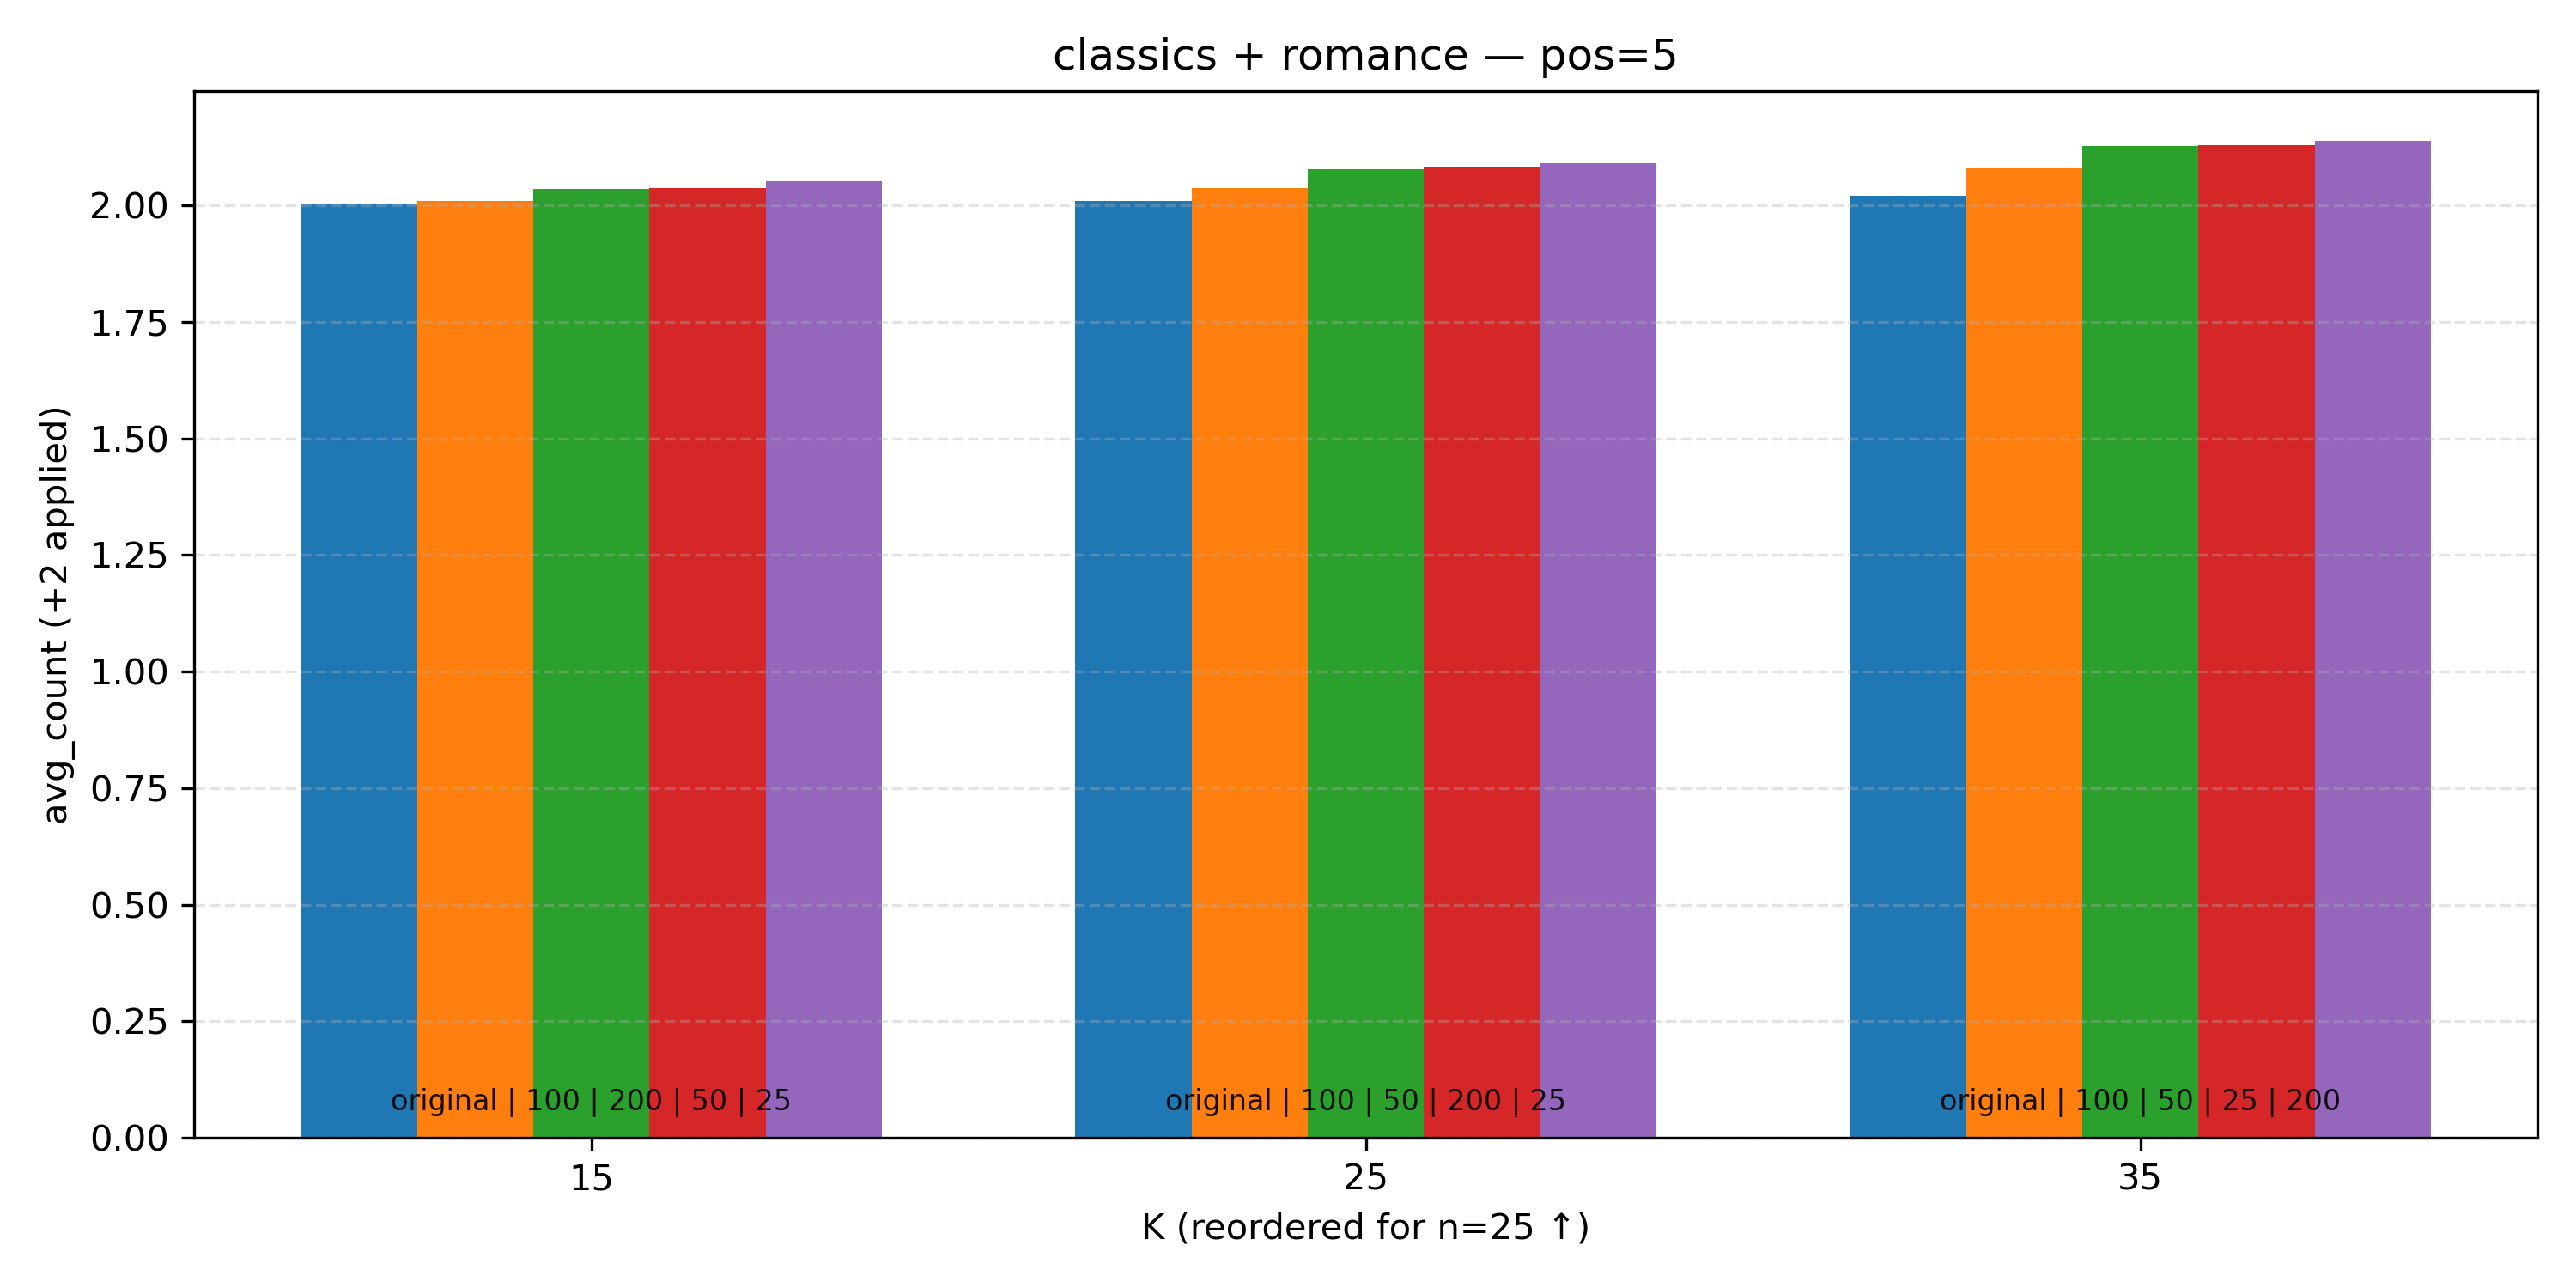 classics + romance — pos=5
avg_count (+2 applied)
2.00
1.75
1.50
1.25
1.00
0.75
0.50
0.25
0.00
original | 100 | 200 | 50 | 25
original | 100 | 50 | 200 | 25
original | 100 | 50 | 25 | 200
15
25
35
K (reordered for n=25 ↑)